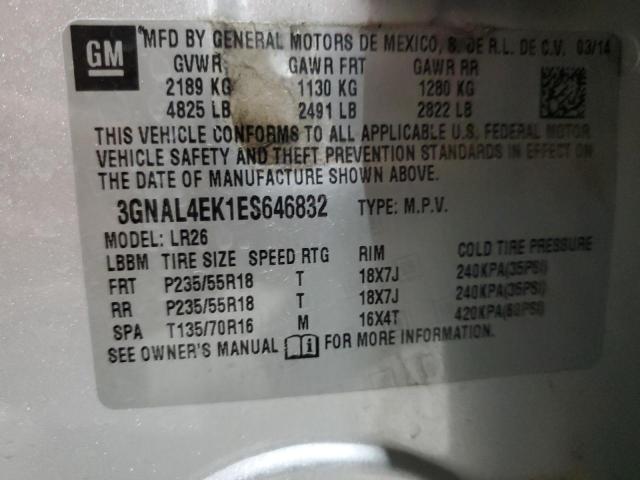 GM MFD BY GENERAL MOTORS DE MEXICO, S. DE R.L. DE C.V. 03/14
GVWR GAWR FRT GAWR RR
2189 KG 1130 KG 1280 KG
4825 LB 2491 LB 2822 LB
THIS VEHICLE CONFORMS TO ALL APPLICABLE U.S. FEDERAL MOTOR
VEHICLE SAFETY AND THEFT PREVENTION STANDARDS IN EFFECT ON
THE DATE OF MANUFACTURE SHOWN ABOVE.
3GNAL4EK1ES646832 TYPE: M.P.V.
MODEL: LR26
LBBM TIRE SIZE SPEED RTG RIM COLD TIRE PRESSURE
FRT P235/55R18 T 18X7J 240KPA(35PSI)
RR P235/55R18 T 18X7J 240KPA(35PSI)
SPA T135/70R16 M 16X4T 420KPA(60PSI)
SEE OWNER'S MANUAL FOR MORE INFORMATION.